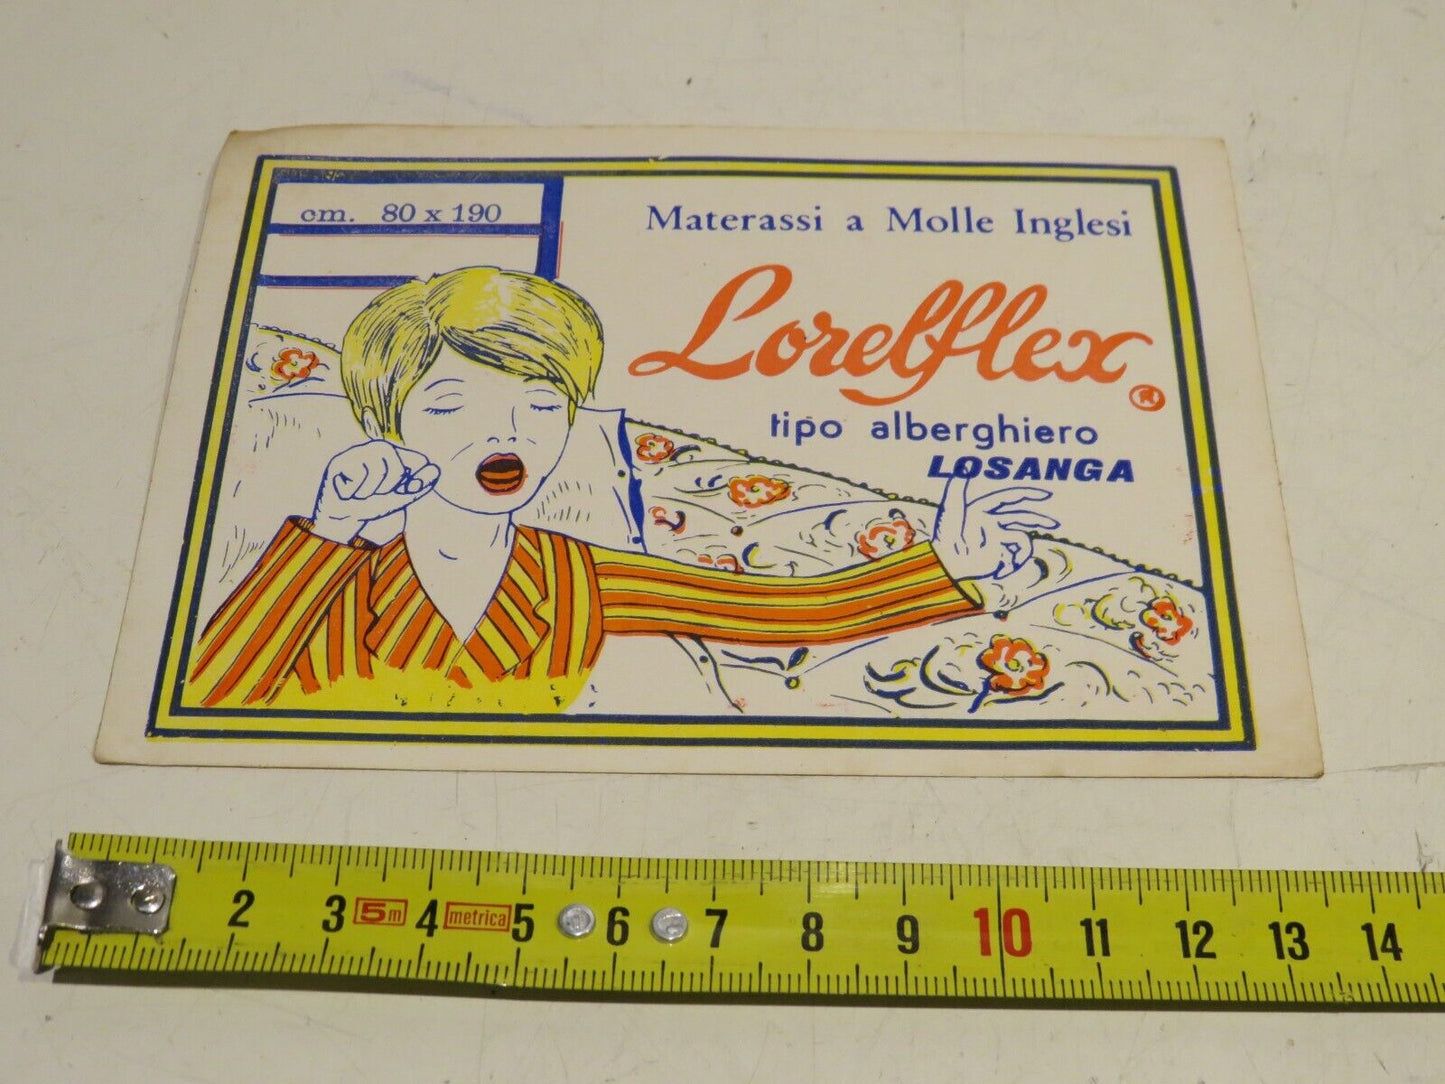 cm. 80 x 190
Materassi a Molle Inglesi
Lorelflex ®
tipo alberghiero
LOSANGA
2 3 5m 4 metrica 5 6 7 8 9 10 11 12 13 14